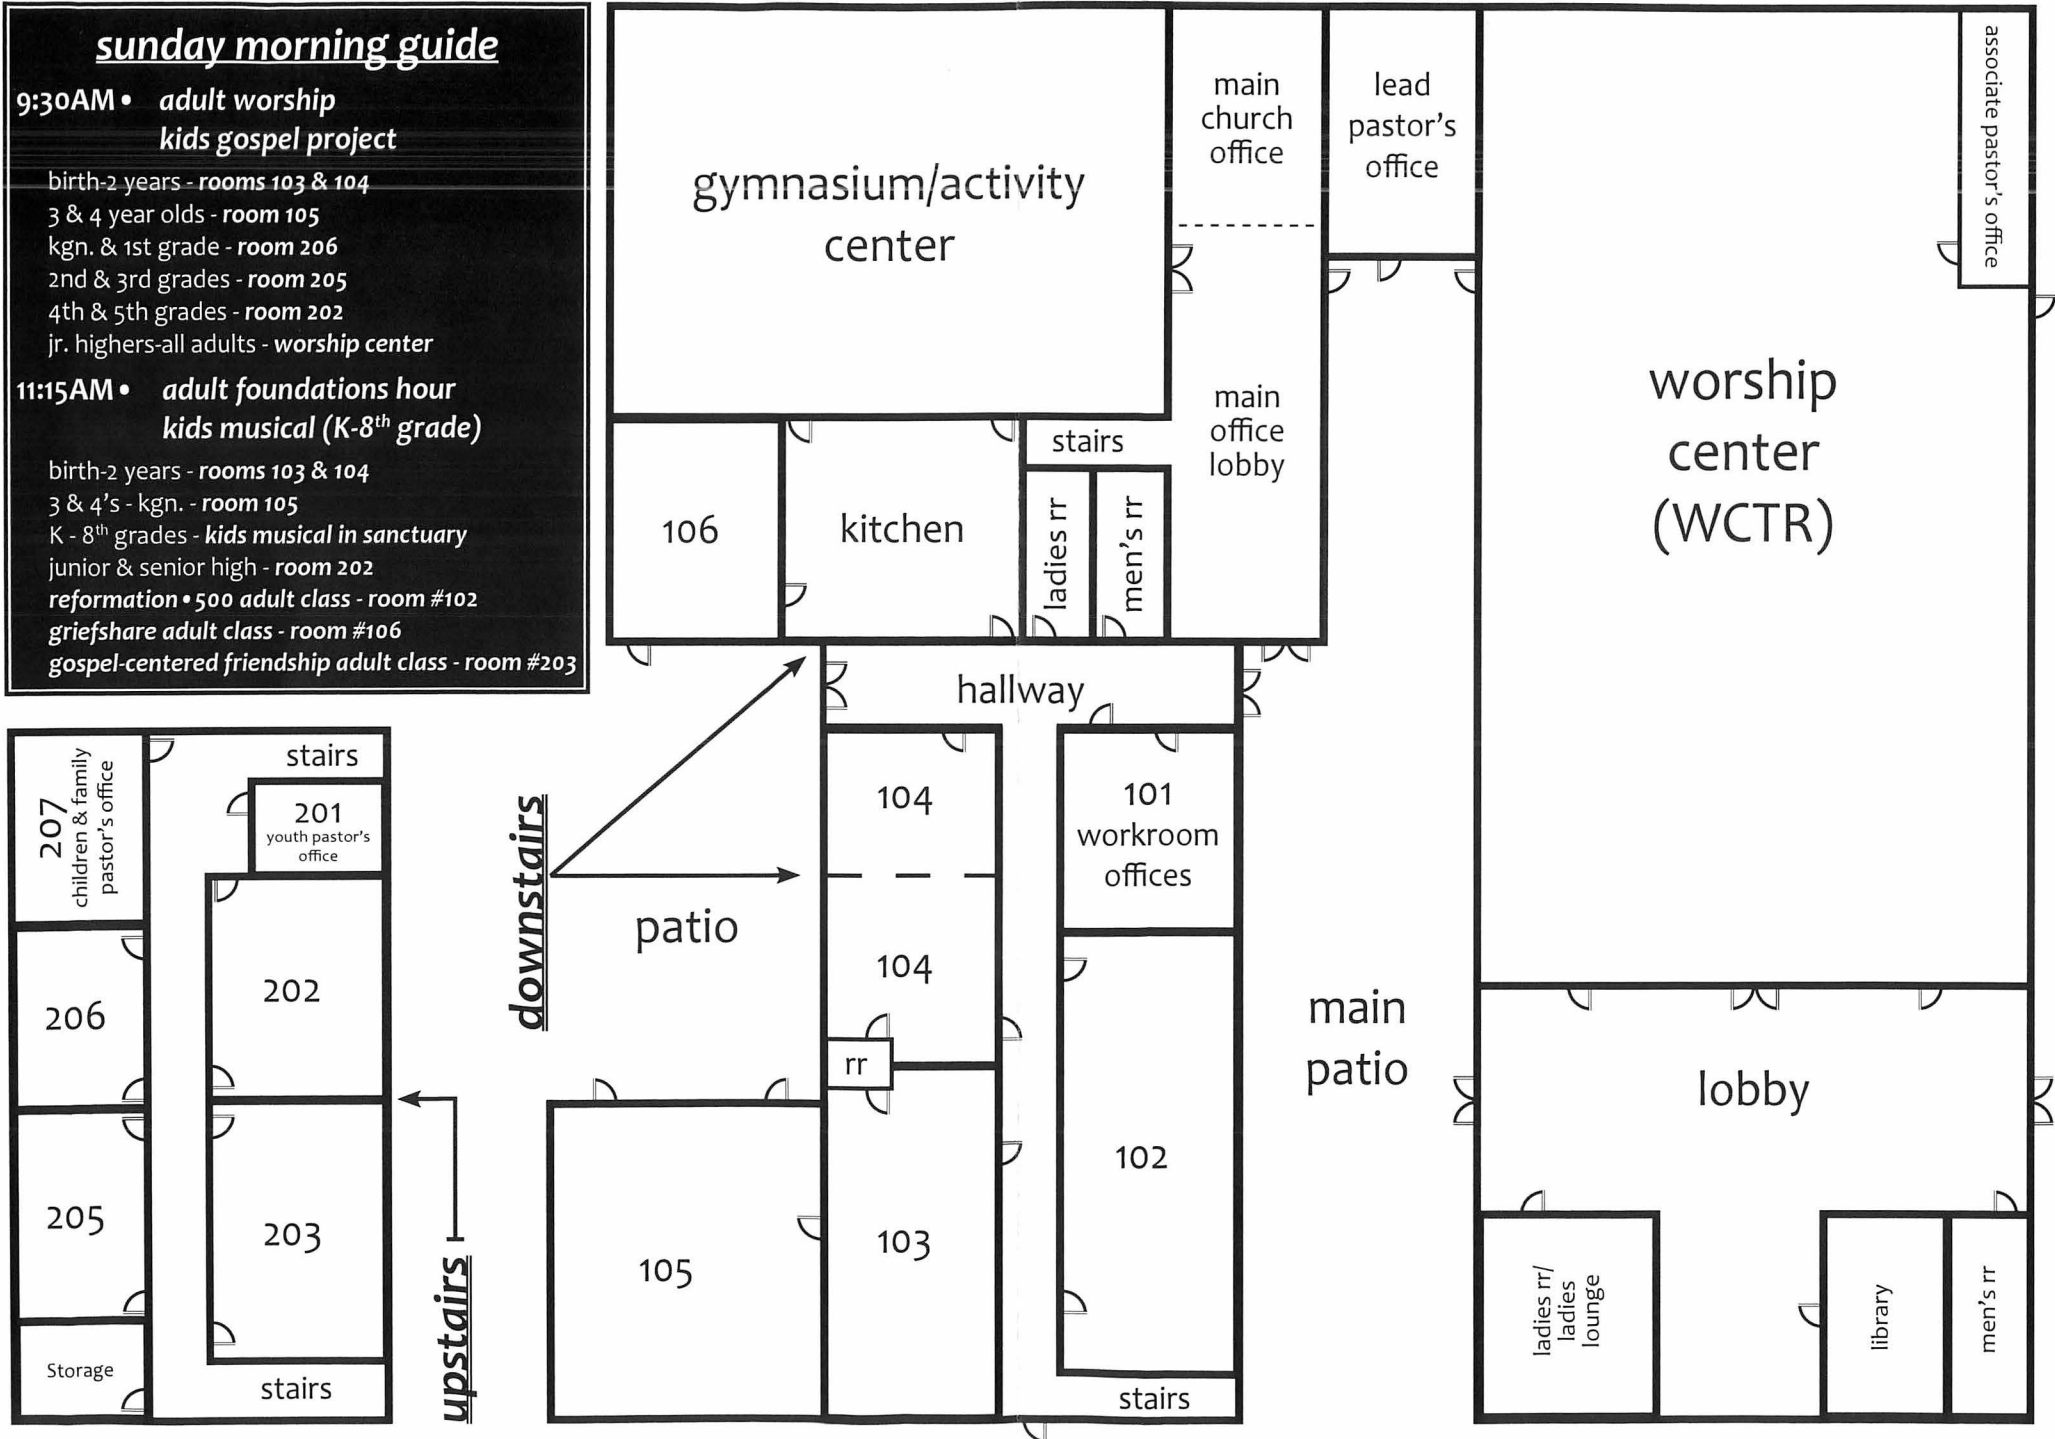 sunday morning guide
9:30AM • adult worship
kids gospel project
birth-2 years - rooms 103 & 104
3 & 4 year olds - room 105
kgn. & 1st grade - room 206
2nd & 3rd grades - room 205
4th & 5th grades - room 202
jr. highers-all adults - worship center
11:15AM • adult foundations hour
kids musical (K-8th grade)
birth-2 years - rooms 103 & 104
3 & 4's - kgn. - room 105
K - 8th grades - kids musical in sanctuary
junior & senior high - room 202
reformation • 500 adult class - room #102
griefshare adult class - room #106
gospel-centered friendship adult class - room #203
gymnasium/activity
center
main
church
office
lead
pastor's
office
associate pastor's office
main
office
lobby
worship
center
(WCTR)
106
kitchen
stairs
ladies rr
men's rr
hallway
207
children & family
pastor's office
stairs
201
youth pastor's
office
206
202
205
203
Storage
stairs
upstairs
downstairs
patio
104
104
rr
101
workroom
offices
105
103
102
stairs
main
patio
lobby
ladies rr/
ladies
lounge
library
men's rr